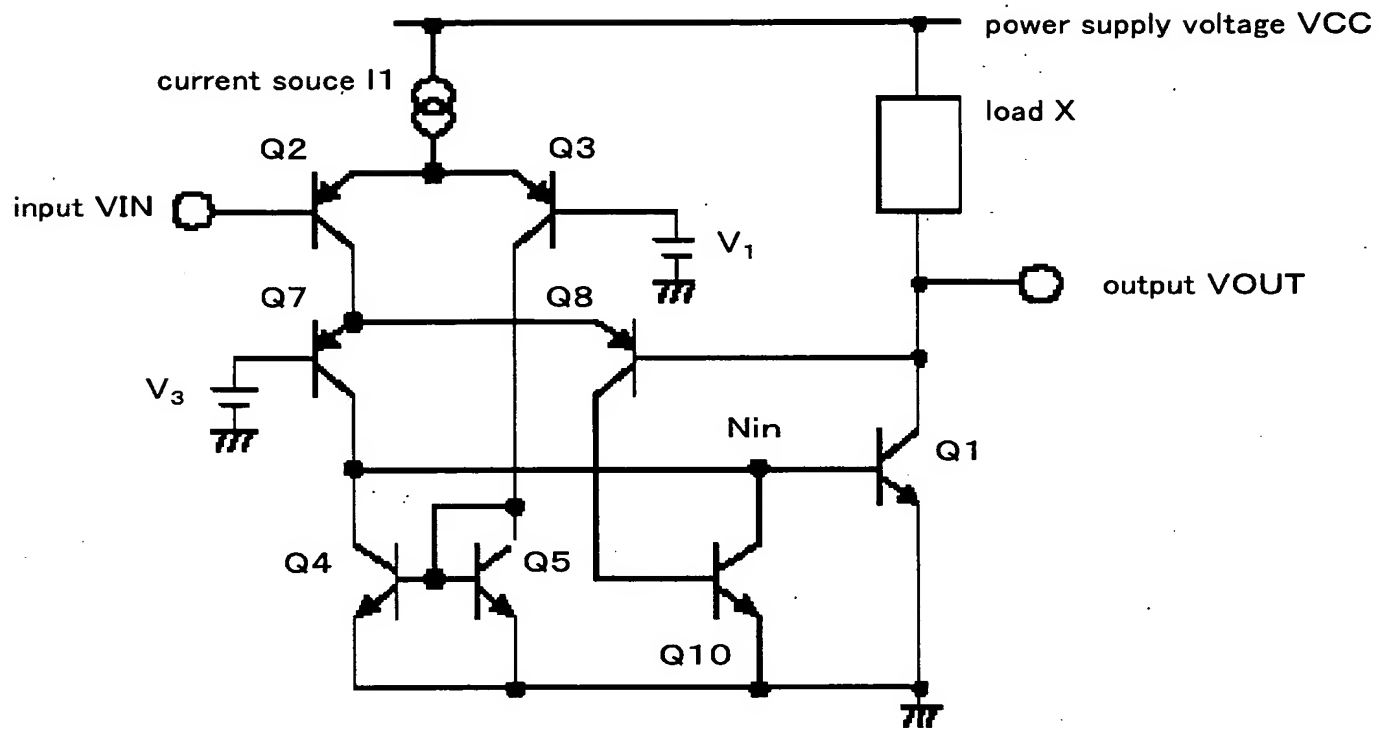 power supply voltage VCC
current souce I1
load X
Q2
Q3
input VIN
V1
output VOUT
Q7
Q8
V3
Nin
Q1
Q4
Q5
Q10